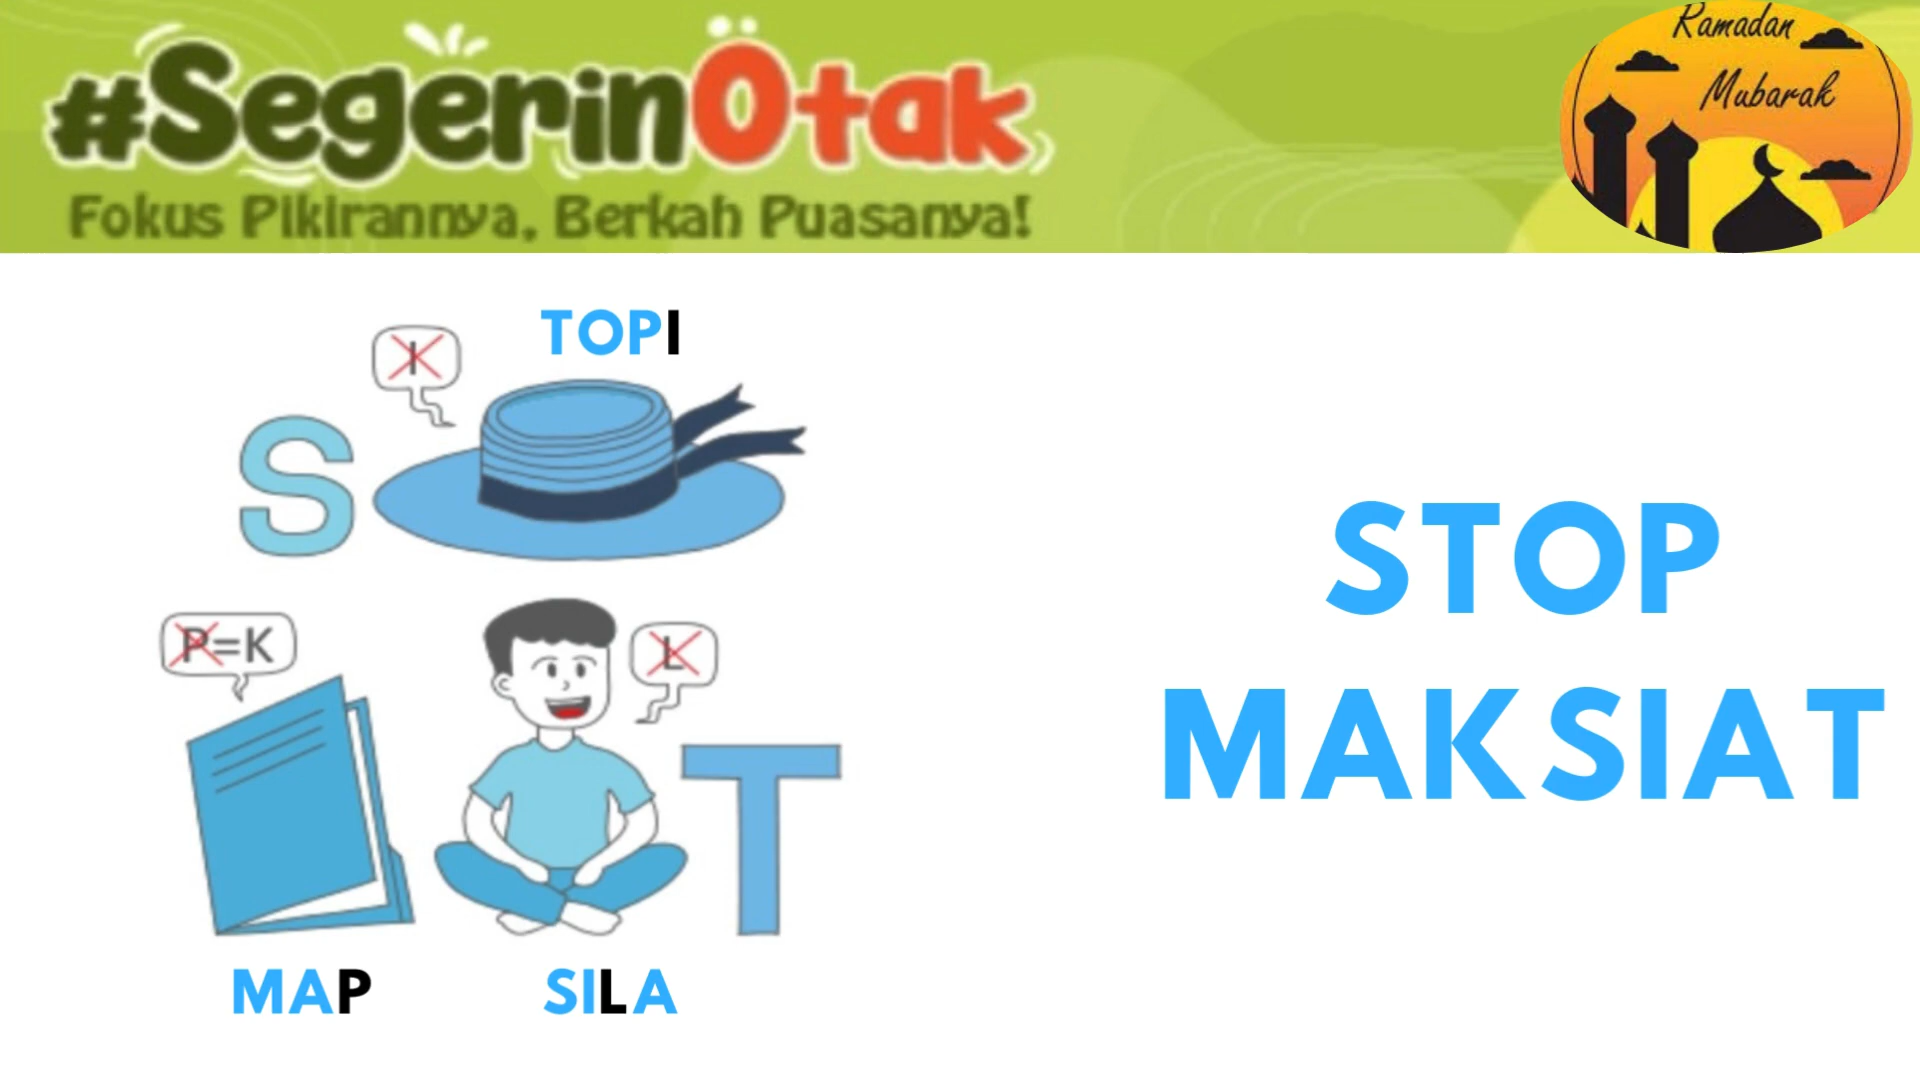 #SegerinOtak
Fokus Pikirannya, Berkah Puasanya!
Ramadan
Mubarak
TOPI
I
S
P=K
L
T
MAP
SILA
STOP
MAKSIAT